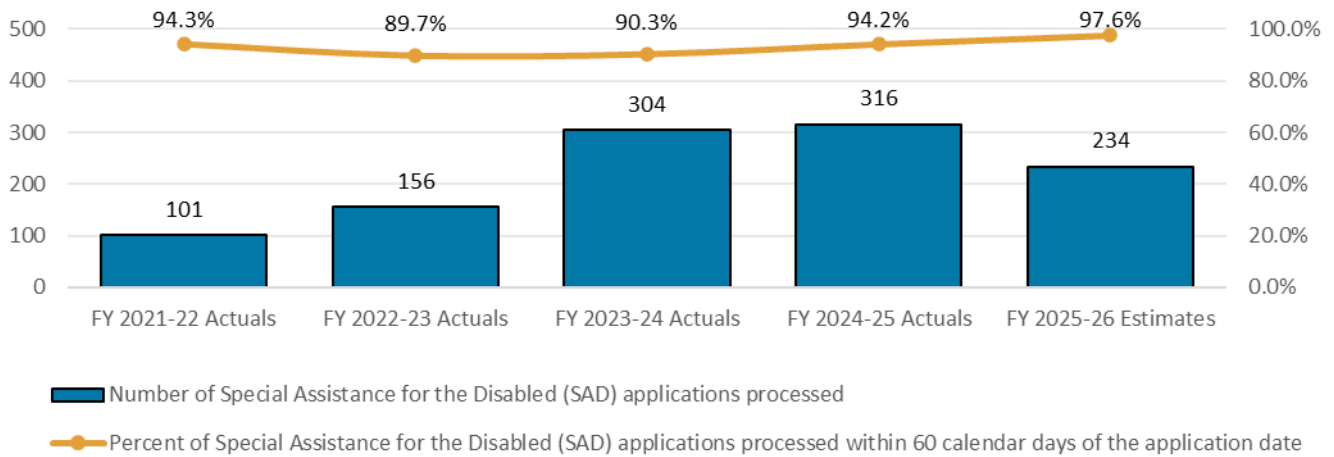 94.3% 89.7% 90.3% 94.2% 97.6%
500 100.0%
400 80.0%
304 316
300 60.0%
234
200 156 40.0%
101
100 20.0%
0 0.0%
FY 2021-22 Actuals FY 2022-23 Actuals FY 2023-24 Actuals FY 2024-25 Actuals FY 2025-26 Estimates
Number of Special Assistance for the Disabled (SAD) applications processed
Percent of Special Assistance for the Disabled (SAD) applications processed within 60 calendar days of the application date